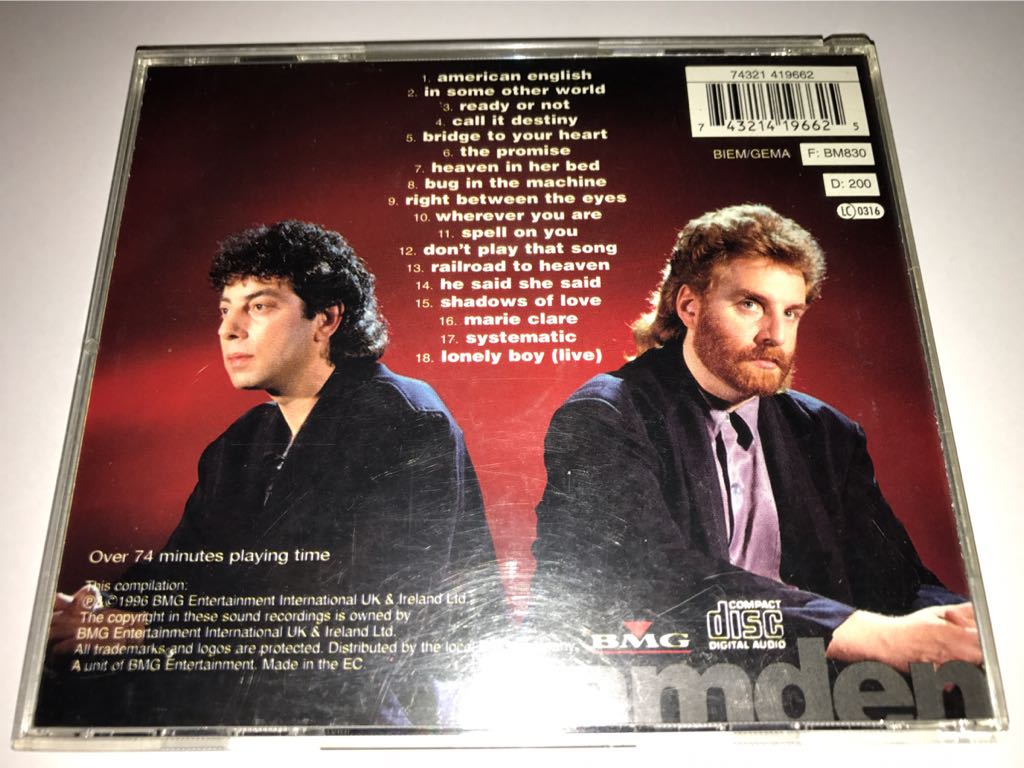 1. american english
2. in some other world
3. ready or not
4. call it destiny
5. bridge to your heart
6. the promise
7. heaven in her bed
8. bug in the machine
9. right between the eyes
10. wherever you are
11. spell on you
12. don't play that song
13. railroad to heaven
14. he said she said
15. shadows of love
16. marie clare
17. systematic
18. lonely boy (live)
74321 419662
7 43214 19662 5
BIEM/GEMA F: BM830
D: 200
LC 0316
Over 74 minutes playing time
This compilation:
℗ & © 1996 BMG Entertainment International UK & Ireland Ltd.
The copyright in these sound recordings is owned by
BMG Entertainment International UK & Ireland Ltd.
All trademarks and logos are protected. Distributed by the local
A unit of BMG Entertainment. Made in the EC.
BMG
COMPACT
disc
DIGITAL AUDIO
mden